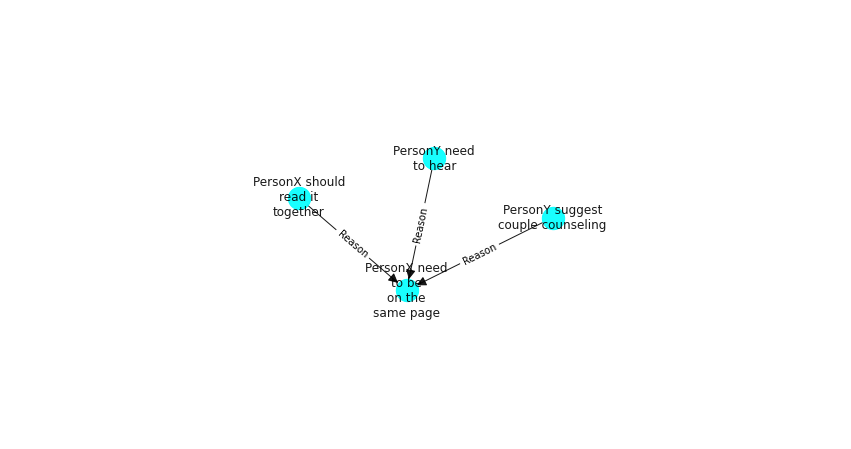 PersonY need
to hear
PersonX should
read it
together
PersonY suggest
couple counseling
Reason
Reason
Reason
PersonX need
to be
on the
same page